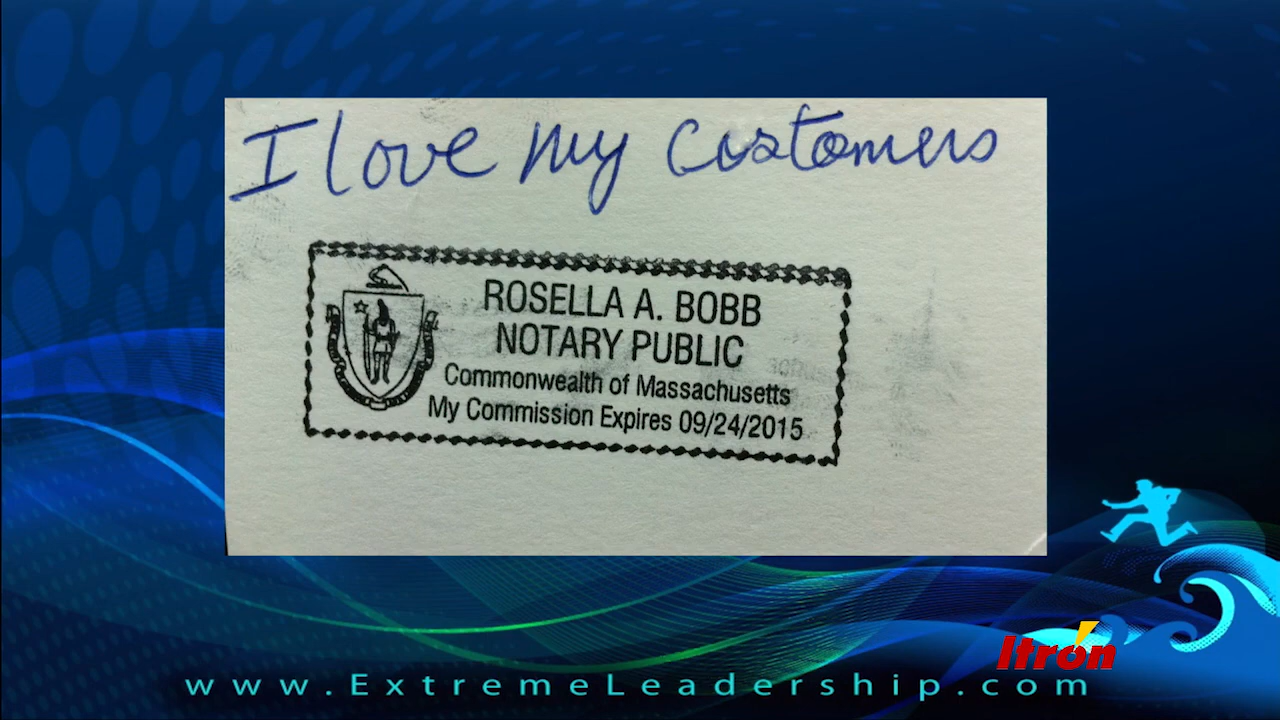 I love my customers
ROSELLA A. BOBB
NOTARY PUBLIC
Commonwealth of Massachusetts
My Commission Expires 09/24/2015
Itrón
www.ExtremeLeadership.com